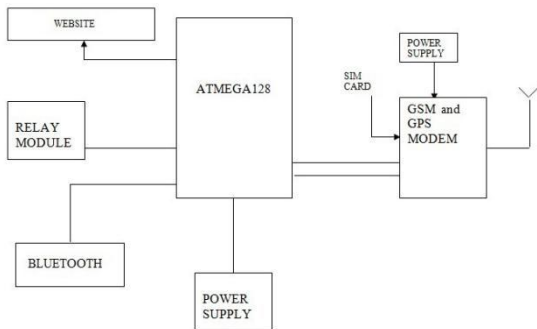 WEBSITE
POWER
SUPPLY
SIM
CARD
ATMEGA128
GSM and
GPS
MODEM
RELAY
MODULE
BLUETOOTH
POWER
SUPPLY